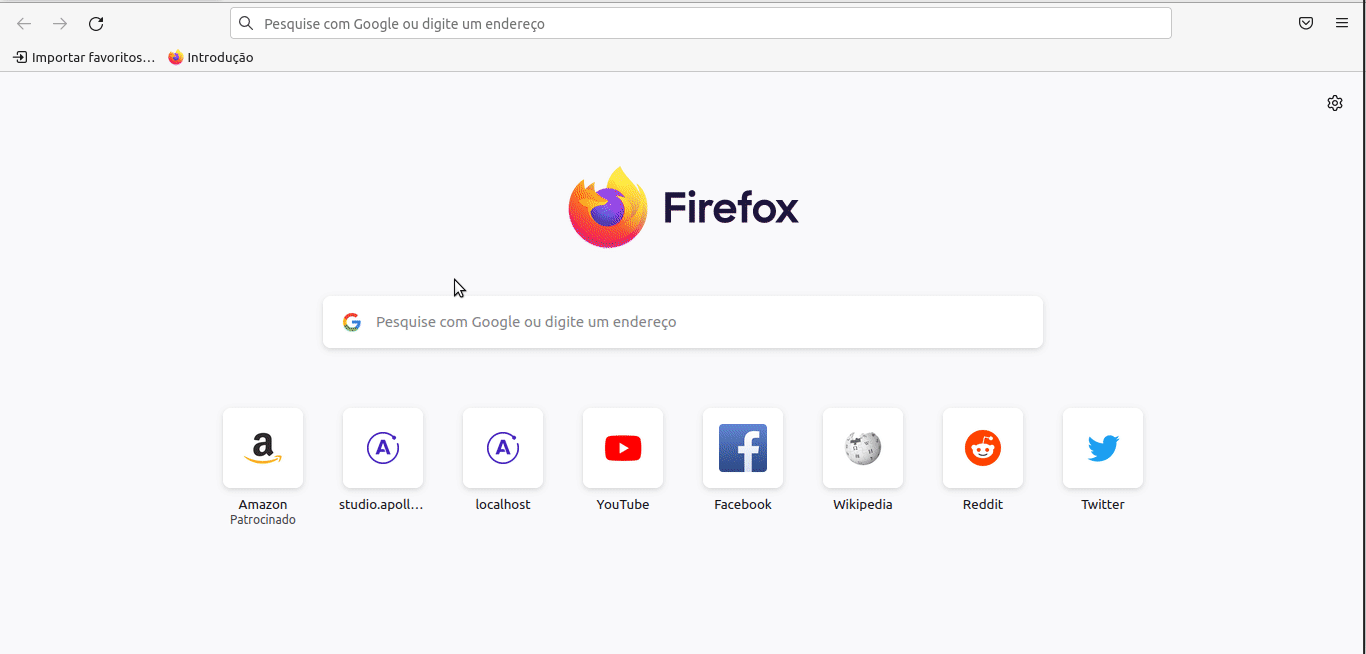 Pesquise com Google ou digite um endereço
Importar favoritos… Introdução
Firefox
Pesquise com Google ou digite um endereço
Amazon studio.apoll… localhost YouTube Facebook Wikipedia Reddit Twitter
Patrocinado